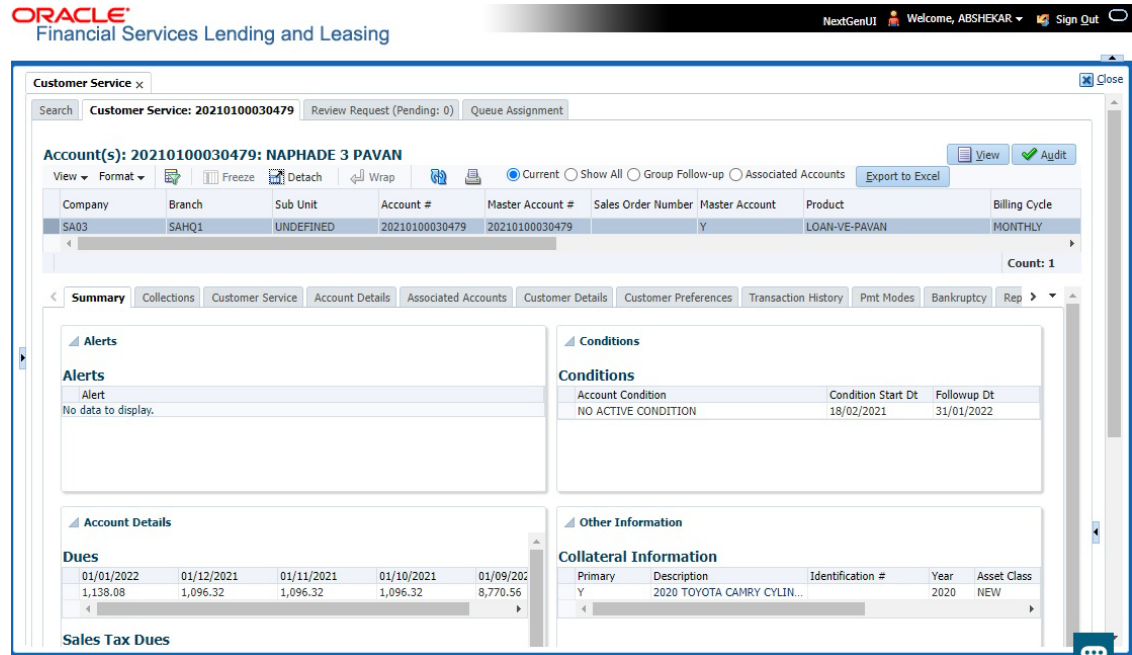 ORACLE
Financial Services Lending and Leasing
NextGenUI Welcome, ABSHEKAR Sign Out
Customer Service x
Close
Search Customer Service: 20210100030479 Review Request (Pending: 0) Queue Assignment
Account(s): 20210100030479: NAPHADE 3 PAVAN
View Audit
View Format Freeze Detach Wrap Current Show All Group Follow-up Associated Accounts Export to Excel
Company Branch Sub Unit Account # Master Account # Sales Order Number Master Account Product Billing Cycle
SA03 SAHQ1 UNDEFINED 20210100030479 20210100030479 Y LOAN-VE-PAVAN MONTHLY
Count: 1
Summary Collections Customer Service Account Details Associated Accounts Customer Details Customer Preferences Transaction History Pmt Modes Bankruptcy Rep
Alerts
Alerts
Alert
No data to display.
Conditions
Conditions
Account Condition Condition Start Dt Followup Dt
NO ACTIVE CONDITION 18/02/2021 31/01/2022
Account Details
Dues
01/01/2022 01/12/2021 01/11/2021 01/10/2021 01/09/202
1,138.08 1,096.32 1,096.32 1,096.32 8,770.56
Sales Tax Dues
Other Information
Collateral Information
Primary Description Identification # Year Asset Class
Y 2020 TOYOTA CAMRY CYLIN... 2020 NEW